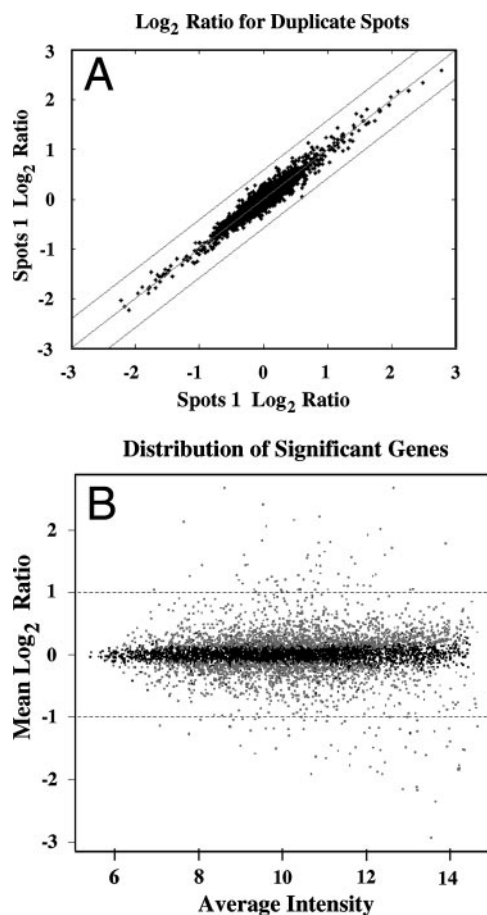 Log2 Ratio for Duplicate Spots
A
3
2
1
0
-1
-2
-3
Spots 1 Log2 Ratio
-3 -2 -1 0 1 2 3
Spots 1 Log2 Ratio
Distribution of Significant Genes
B
2
1
0
-1
-2
-3
Mean Log2 Ratio
6 8 10 12 14
Average Intensity